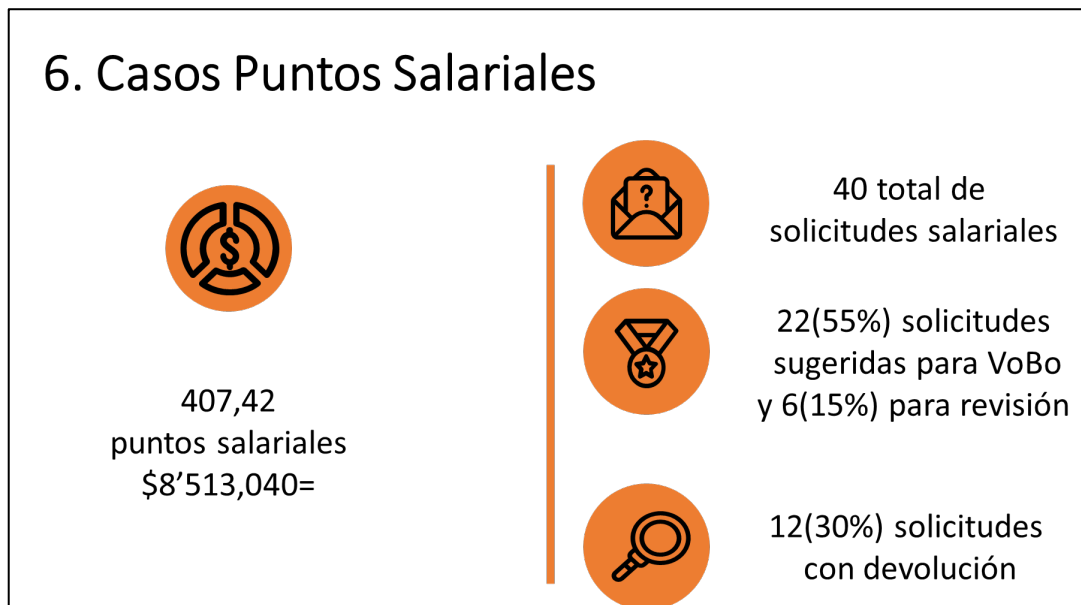 6. Casos Puntos Salariales
$
407,42
puntos salariales
$8’513,040=
?
40 total de
solicitudes salariales
22(55%) solicitudes
sugeridas para VoBo
y 6(15%) para revisión
12(30%) solicitudes
con devolución